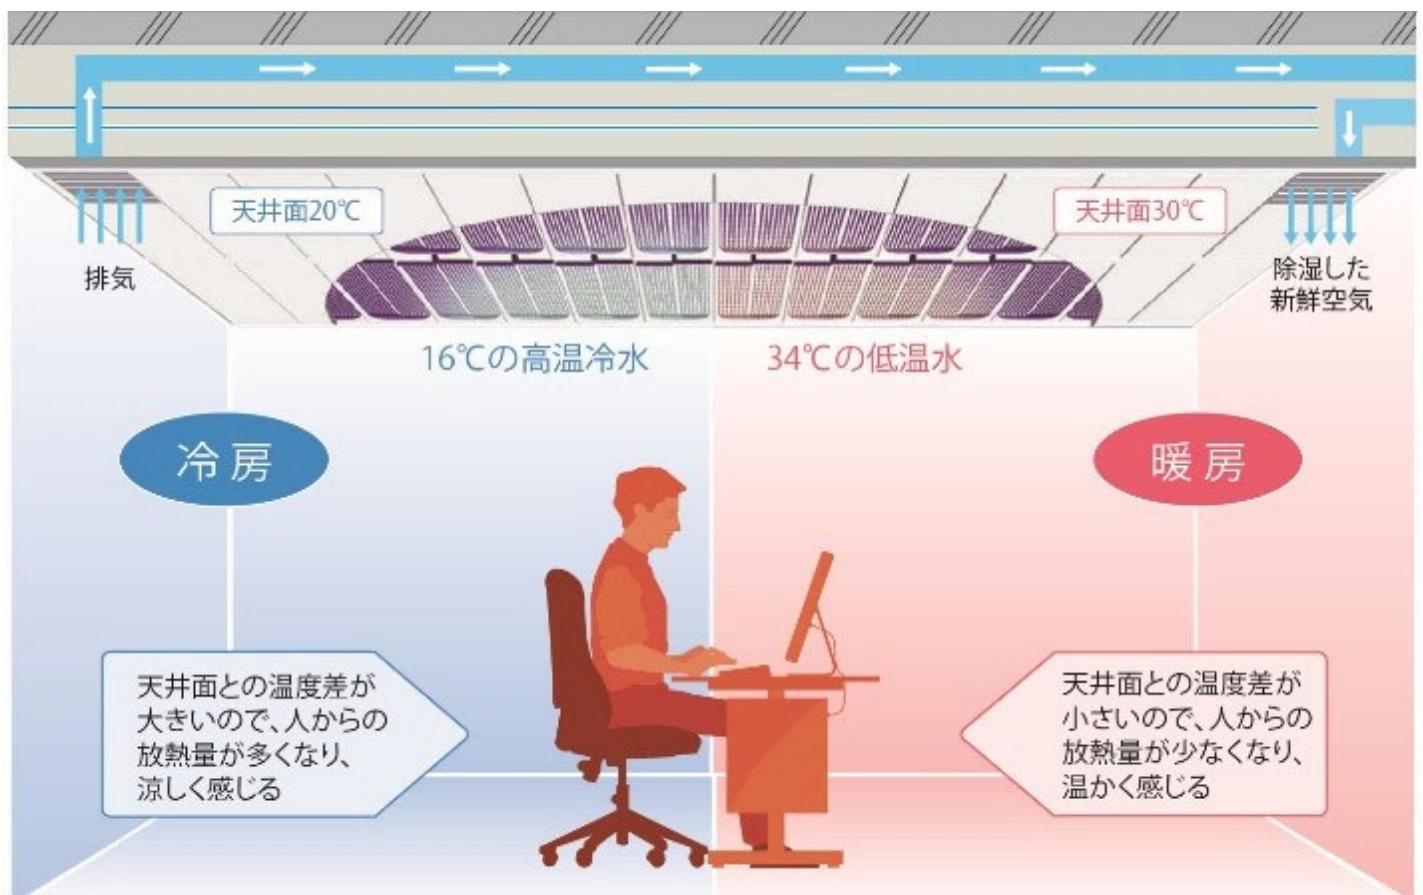 天井面20℃
天井面30℃
排気
除湿した
新鮮空気
16℃の高温冷水
34℃の低温水
冷房
暖房
天井面との温度差が
大きいので、人からの
放熱量が多くなり、
涼しく感じる
天井面との温度差が
小さいので、人からの
放熱量が少なくなり、
温かく感じる